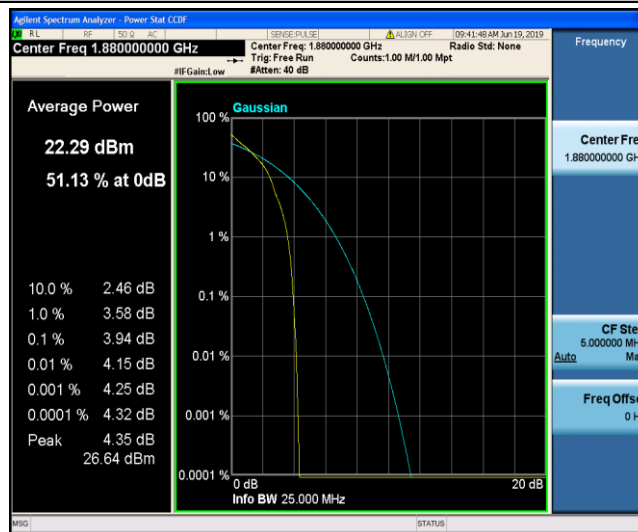 Agilent Spectrum Analyzer - Power Stat CCDF
RL RF 50 Ω AC SENSE:PULSE ALIGN OFF 09:41:48 AM Jun 19, 2019
Center Freq 1.880000000 GHz
Center Freq: 1.880000000 GHz Radio Std: None
Trig: Free Run Counts:1.00 M/1.00 Mpt
#IFGain:Low #Atten: 40 dB
Frequency
Average Power
22.29 dBm
51.13 % at 0dB
10.0 % 2.46 dB
1.0 % 3.58 dB
0.1 % 3.94 dB
0.01 % 4.15 dB
0.001 % 4.25 dB
0.0001 % 4.32 dB
Peak 4.35 dB
26.64 dBm
Gaussian
100 %
10 %
1 %
0.1 %
0.01 %
0.001 %
0.0001 %
0 dB 20 dB
Info BW 25.000 MHz
Center Fre
1.880000000 GH
CF Ste
5.000000 MH
Auto Ma
Freq Offse
0 H
MSG STATUS